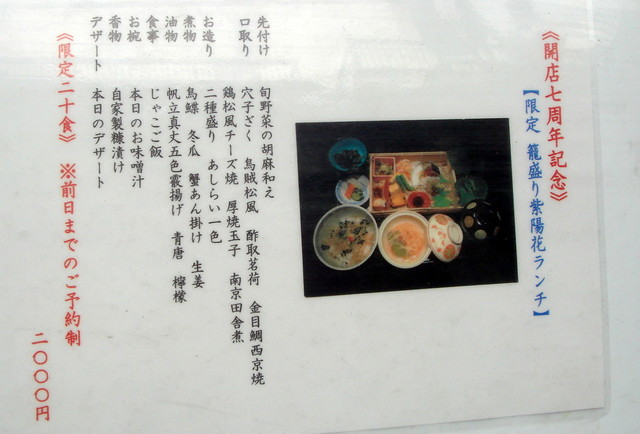 《開店七周年記念》
【限定 籠盛り紫陽花ランチ】
先付け 旬野菜の胡麻和え
口取り 穴子ざく 烏賊松風 酢取茗荷 金目鯛西京焼
鶏松風チーズ焼 厚焼玉子 南京田舎煮
お造り 二種盛り あしらい一色
煮物 鳥鰈 冬瓜 蟹あん掛け 生姜
油物 帆立真丈五色霰揚げ 青唐 檸檬
食事 じゃこご飯
お椀 本日のお味噌汁
香物 自家製糠漬け
デザート 本日のデザート
《限定二十食》 ※前日までのご予約制
二〇〇〇円